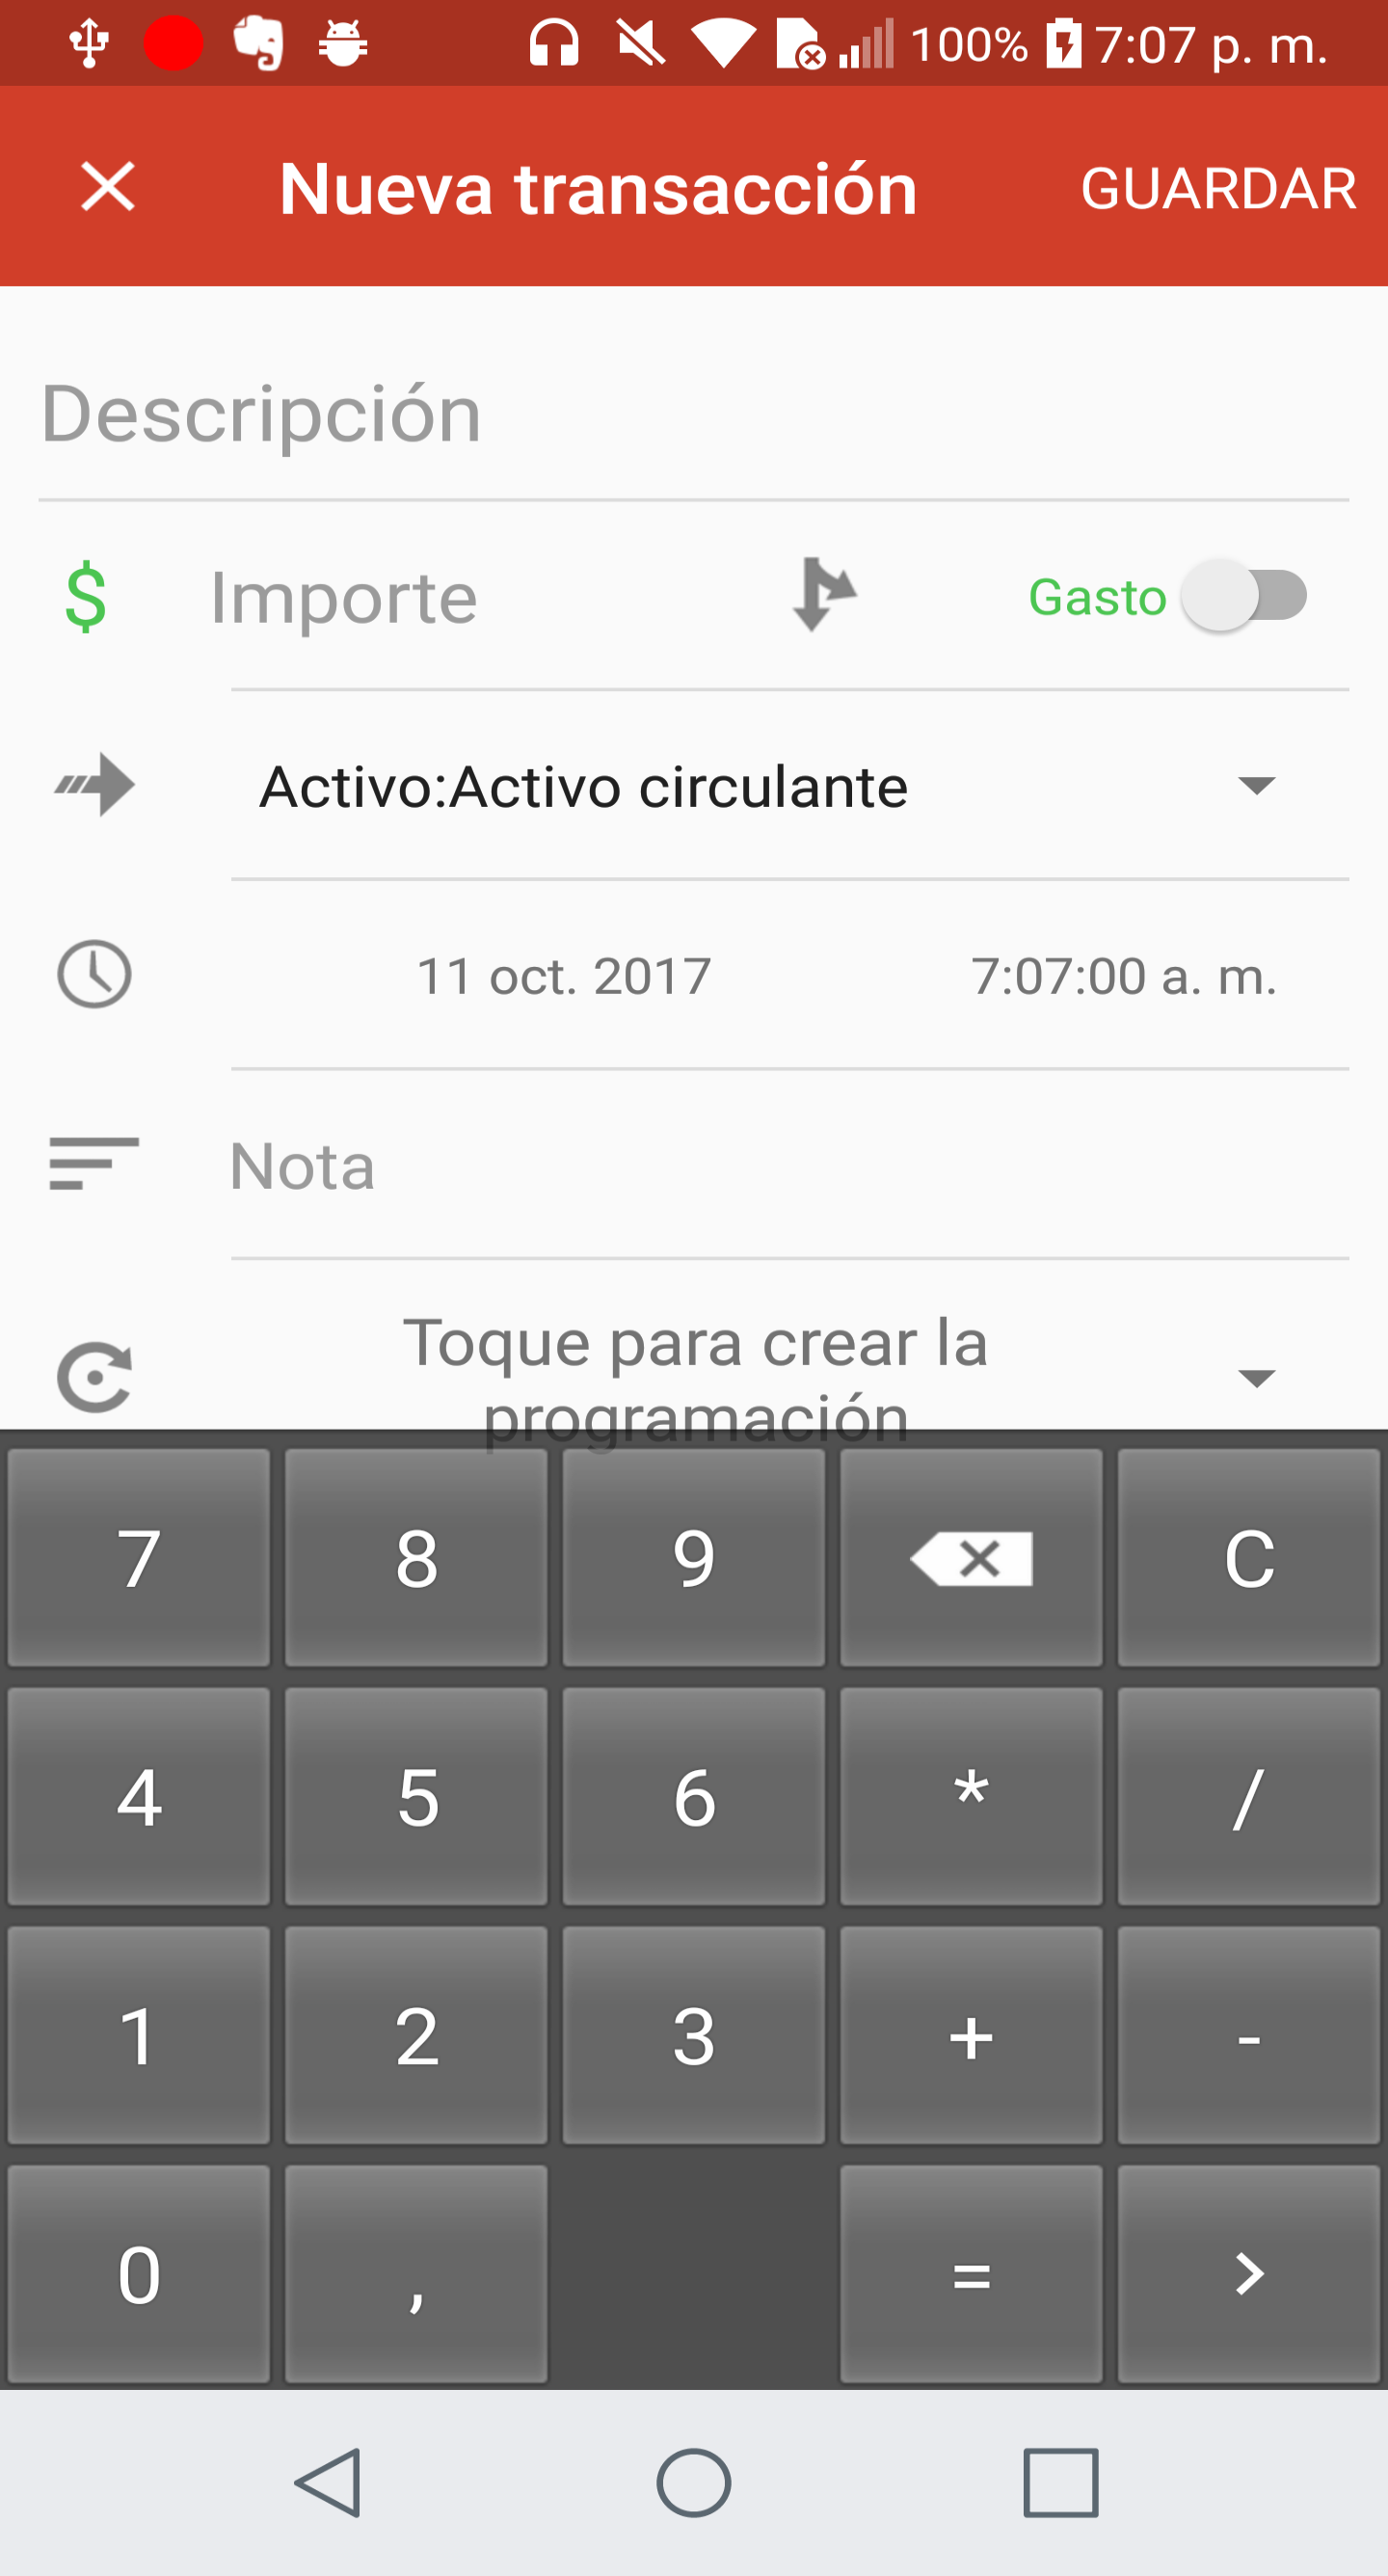 100% 7:07 p. m.
Nueva transacción GUARDAR
Descripción
$ Importe Gasto
Activo:Activo circulante
11 oct. 2017 7:07:00 a. m.
Nota
Toque para crear la
programación
7 8 9 C
4 5 6 * /
1 2 3 + -
0 , = >